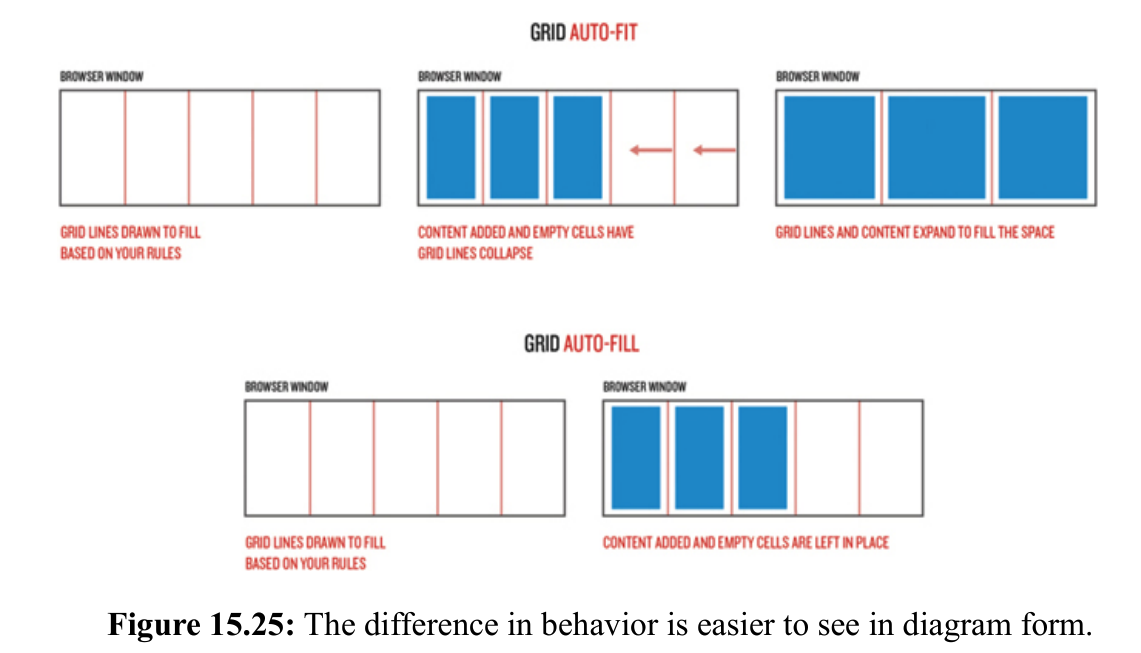 GRID AUTO-FIT
BROWSER WINDOW
BROWSER WINDOW
BROWSER WINDOW
GRID LINES DRAWN TO FILL
BASED ON YOUR RULES
CONTENT ADDED AND EMPTY CELLS HAVE
GRID LINES COLLAPSE
GRID LINES AND CONTENT EXPAND TO FILL THE SPACE
GRID AUTO-FILL
BROWSER WINDOW
BROWSER WINDOW
GRID LINES DRAWN TO FILL
BASED ON YOUR RULES
CONTENT ADDED AND EMPTY CELLS ARE LEFT IN PLACE
Figure 15.25: The difference in behavior is easier to see in diagram form.